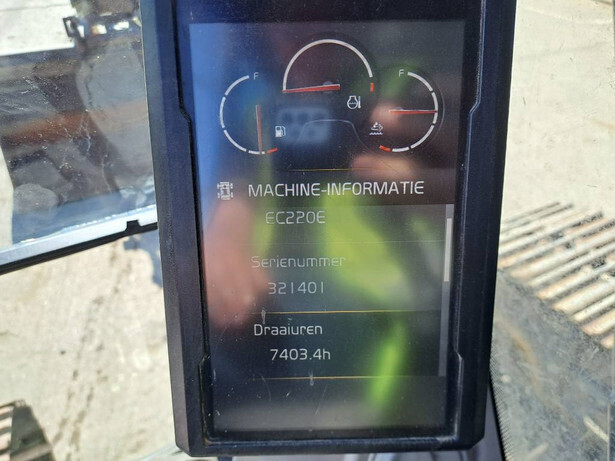 F
F
MACHINE-INFORMATIE
EC220E
Serienummer
321401
Draaiuren
7403.4h